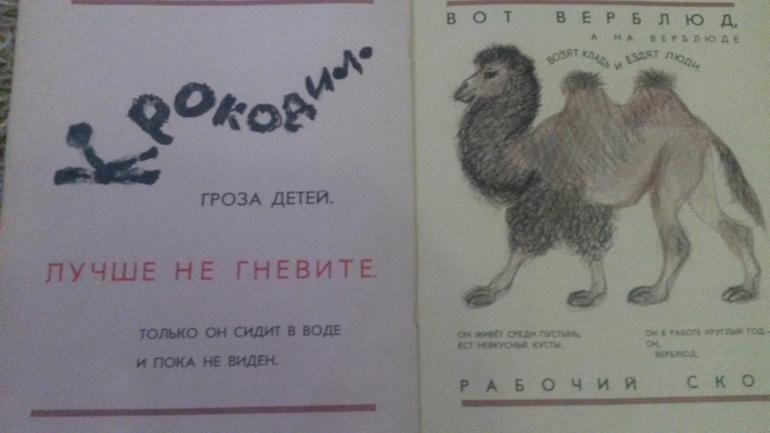 Крокодил.
ГРОЗА ДЕТЕЙ.
ЛУЧШЕ НЕ ГНЕВИТЕ.
ТОЛЬКО ОН СИДИТ В ВОДЕ
И ПОКА НЕ ВИДЕН.
ВОТ ВЕРБЛЮД,
А НА ВЕРБЛЮДЕ
ВОЗЯТ КЛАДЬ И ЕЗДЯТ ЛЮДИ.
ОН ЖИВЁТ СРЕДИ ПУСТЫНЬ,
ЕСТ НЕВКУСНЫЕ КУСТЫ,
ОН В РАБОТЕ КРУГЛЫЙ ГОД -
ОН,
ВЕРБЛЮД,
РАБОЧИЙ СКО